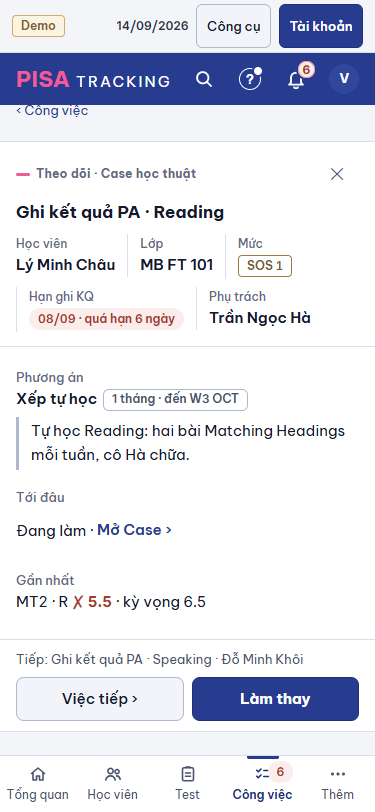 Demo
14/09/2026
Công cụ
Tài khoản
PISA TRACKING
?
6
V
‹ Công việc
Theo dõi · Case học thuật
Ghi kết quả PA · Reading
Học viên
Lớp
Mức
Lý Minh Châu
MB FT 101
SOS 1
Hạn ghi KQ
Phụ trách
08/09 · quá hạn 6 ngày
Trần Ngọc Hà
Phương án
Xếp tự học
1 tháng · đến W3 OCT
Tự học Reading: hai bài Matching Headings
mỗi tuần, cô Hà chữa.
Tới đâu
Đang làm · Mở Case ›
Gần nhất
MT2 · R ✗ 5.5 · kỳ vọng 6.5
Tiếp: Ghi kết quả PA · Speaking · Đỗ Minh Khôi
Việc tiếp ›
Làm thay
6
Tổng quan
Học viên
Test
Công việc
Thêm